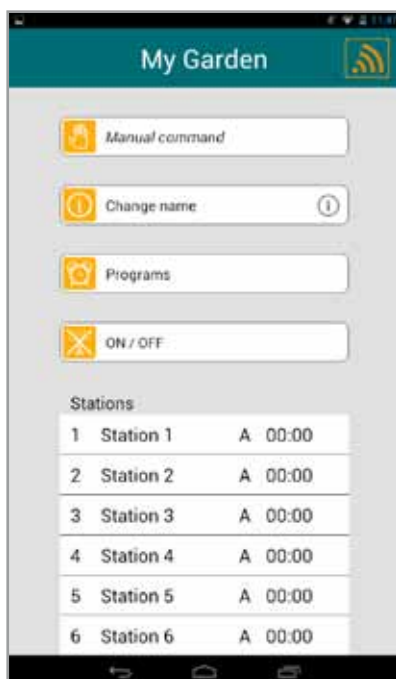 My Garden
Manual command
Change name
Programs
ON / OFF
Stations
1 Station 1 A 00:00
2 Station 2 A 00:00
3 Station 3 A 00:00
4 Station 4 A 00:00
5 Station 5 A 00:00
6 Station 6 A 00:00